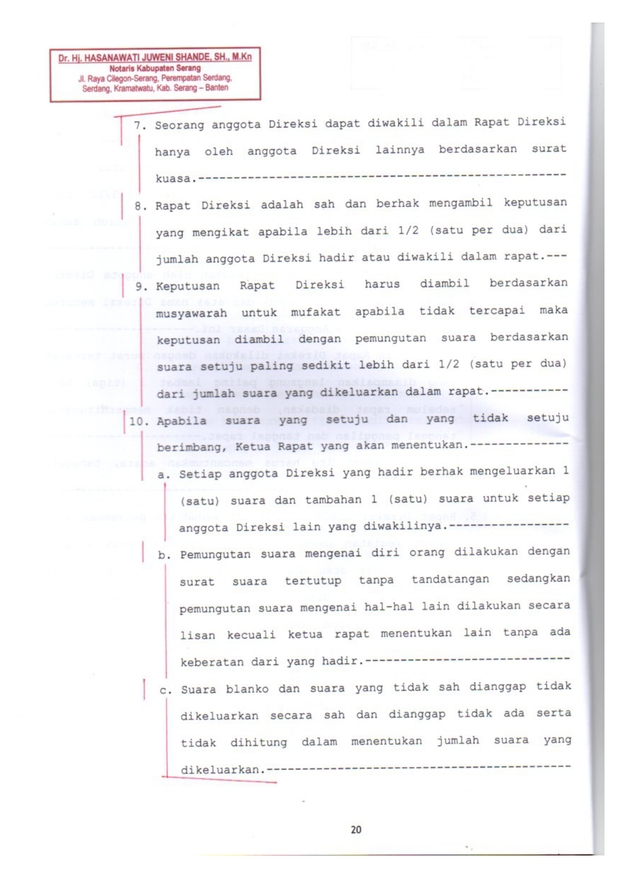 Dr. Hj. HASANAWATI JUWENI SHANDE, SH., M.Kn
Notaris Kabupaten Serang
Jl. Raya Cilegon-Serang, Perempatan Serdang,
Serdang, Kramatwatu, Kab. Serang – Banten
7. Seorang anggota Direksi dapat diwakili dalam Rapat Direksi
hanya oleh anggota Direksi lainnya berdasarkan surat
kuasa.----------------------------------------------------
8. Rapat Direksi adalah sah dan berhak mengambil keputusan
yang mengikat apabila lebih dari 1/2 (satu per dua) dari
jumlah anggota Direksi hadir atau diwakili dalam rapat.---
9. Keputusan Rapat Direksi harus diambil berdasarkan
musyawarah untuk mufakat apabila tidak tercapai maka
keputusan diambil dengan pemungutan suara berdasarkan
suara setuju paling sedikit lebih dari 1/2 (satu per dua)
dari jumlah suara yang dikeluarkan dalam rapat.-----------
10. Apabila suara yang setuju dan yang tidak setuju
berimbang, Ketua Rapat yang akan menentukan.--------------
a. Setiap anggota Direksi yang hadir berhak mengeluarkan 1
(satu) suara dan tambahan 1 (satu) suara untuk setiap
anggota Direksi lain yang diwakilinya.-----------------
b. Pemungutan suara mengenai diri orang dilakukan dengan
surat suara tertutup tanpa tandatangan sedangkan
pemungutan suara mengenai hal-hal lain dilakukan secara
lisan kecuali ketua rapat menentukan lain tanpa ada
keberatan dari yang hadir.-----------------------------
c. Suara blanko dan suara yang tidak sah dianggap tidak
dikeluarkan secara sah dan dianggap tidak ada serta
tidak dihitung dalam menentukan jumlah suara yang
dikeluarkan.-------------------------------------------
20